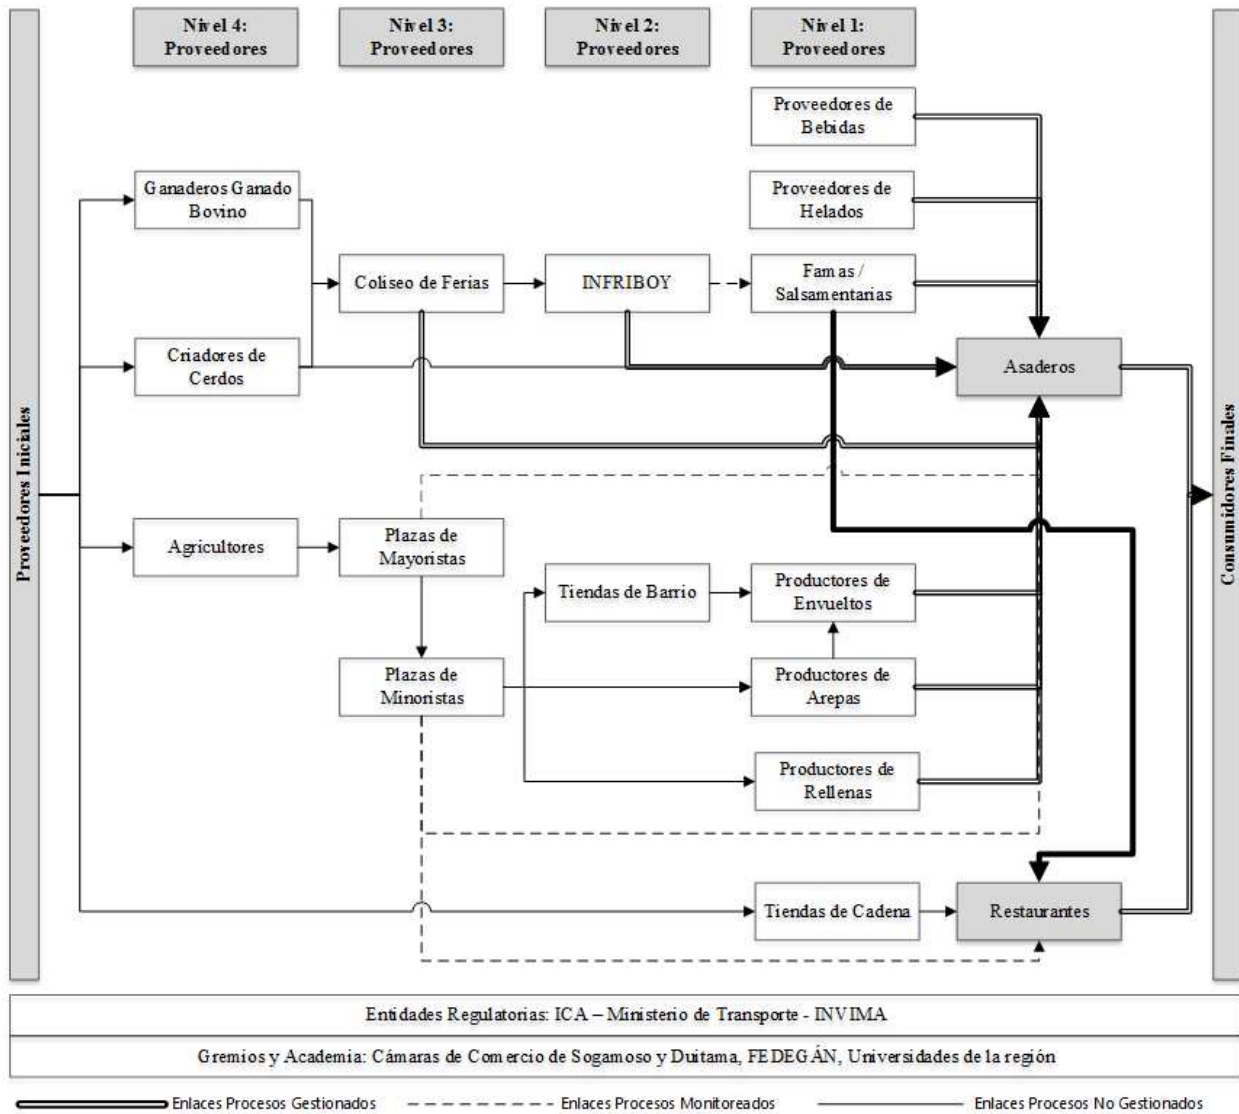 Nivel 4:
Proveedores
Nivel 3:
Proveedores
Nivel 2:
Proveedores
Nivel 1:
Proveedores
Proveedores de
Bebidas
Ganaderos Ganado
Bovino
Proveedores de
Helados
Coliseo de Ferias
INFRIBOY
Famas /
Salsamentarias
Criadores de
Cerdos
Asaderos
Proveedores Iniciales
Consumidores Finales
Agricultores
Plazas de
Mayoristas
Tiendas de Barrio
Productores de
Envueltos
Plazas de
Minoristas
Productores de
Arepas
Productores de
Rellenas
Tiendas de Cadena
Restaurantes
Entidades Regulatorias: ICA – Ministerio de Transporte - INVIMA
Gremios y Academia: Cámaras de Comercio de Sogamoso y Duitama, FEDEGÁN, Universidades de la región
Enlaces Procesos Gestionados
Enlaces Procesos Monitoreados
Enlaces Procesos No Gestionados